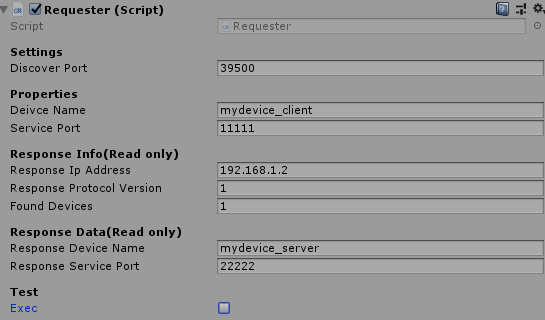 Requester (Script)
Script Requester
Settings
Discover Port 39500
Properties
Deivce Name mydevice_client
Service Port 11111
Response Info(Read only)
Response Ip Address 192.168.1.2
Response Protocol Version 1
Found Devices 1
Response Data(Read only)
Response Device Name mydevice_server
Response Service Port 22222
Test
Exec